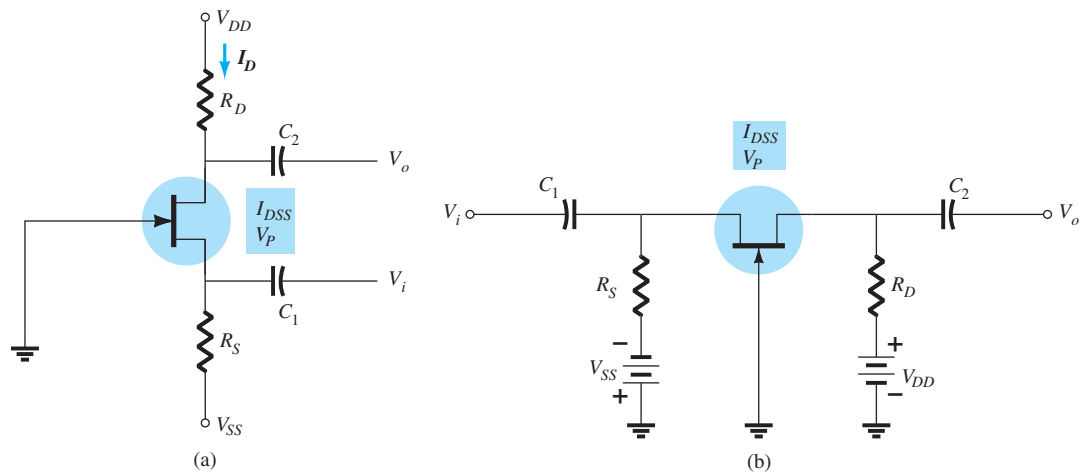 V_DD
I_D
R_D
C_2
V_o
I_DSS
V_P
V_i
C_1
R_S
V_SS
(a)
I_DSS
V_P
C_1
C_2
V_i
V_o
R_S
R_D
−
+
V_SS
V_DD
+
−
(b)